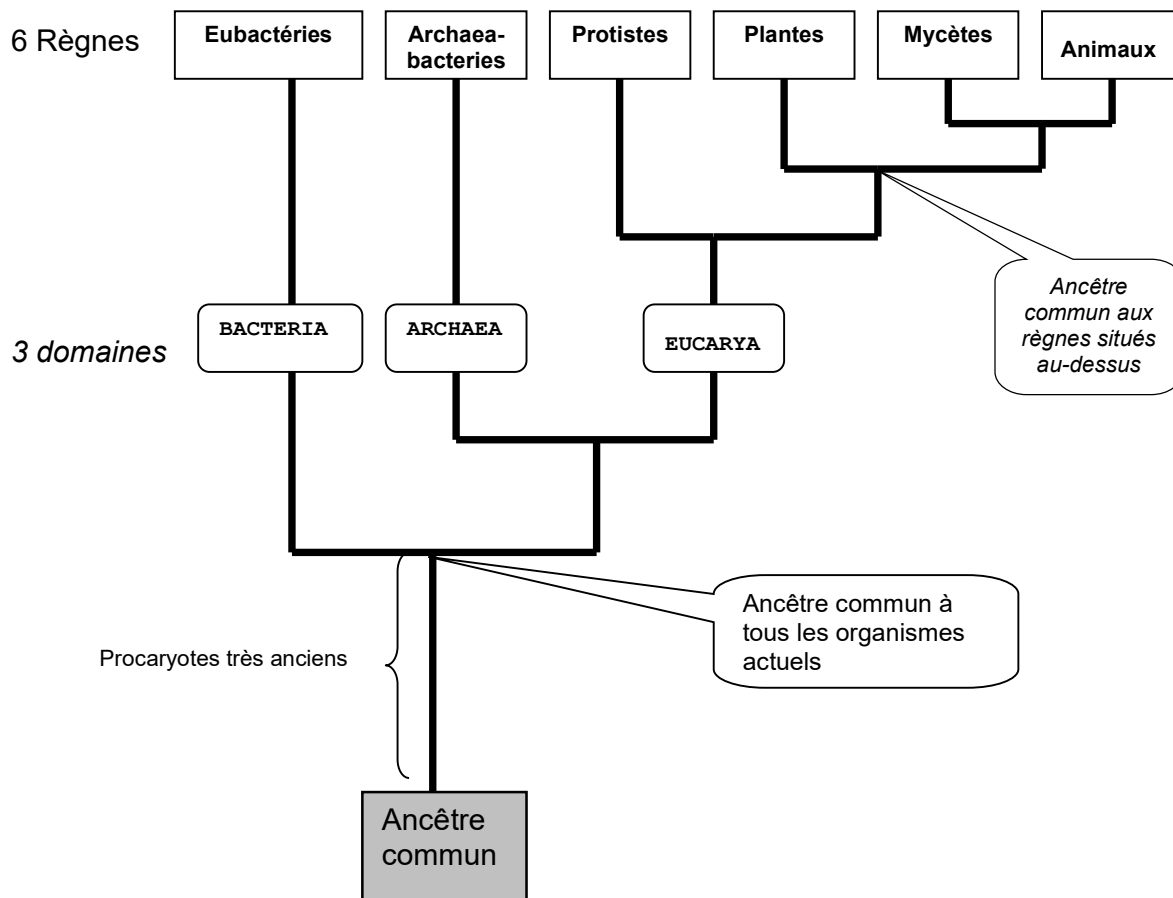 6 Règnes
Eubactéries
Archaea-
bacteries
Protistes
Plantes
Mycètes
Animaux
Ancêtre
commun aux
règnes situés
au-dessus
3 domaines
BACTERIA
ARCHAEA
EUCARYA
Ancêtre commun à
tous les organismes
actuels
Procaryotes très anciens
Ancêtre
commun